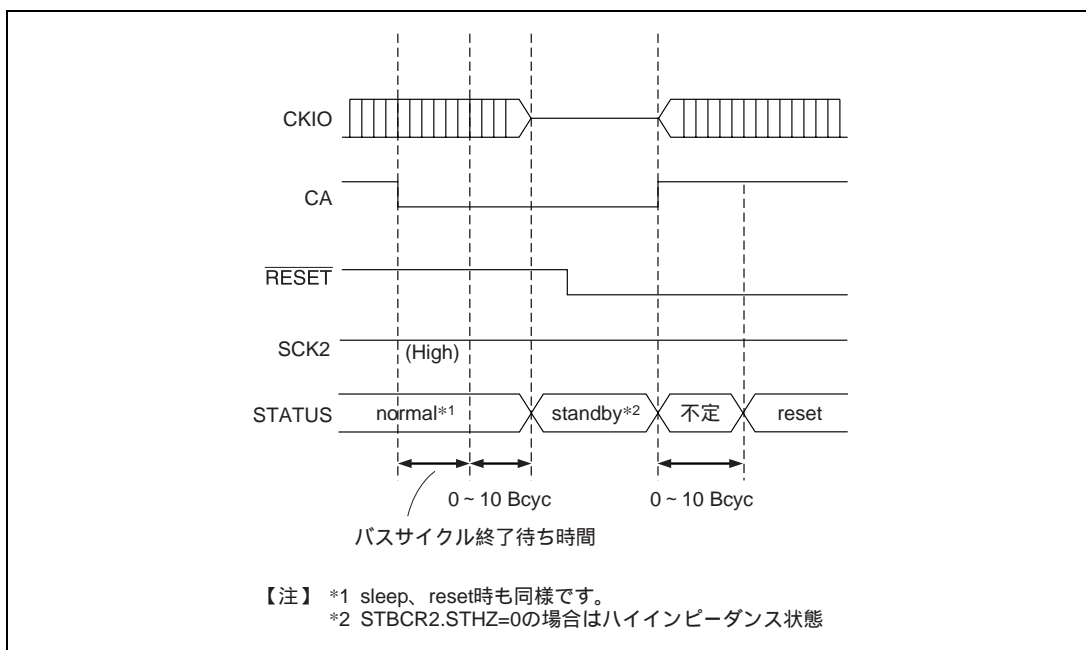 CKIO
CA
RESET
SCK2
(High)
STATUS
normal*1
standby*2
不定
reset
0 ~ 10 Bcyc
0 ~ 10 Bcyc
バスサイクル終了待ち時間
【注】 *1 sleep、reset時も同様です。
*2 STBCR2.STHZ=0の場合はハイインピーダンス状態